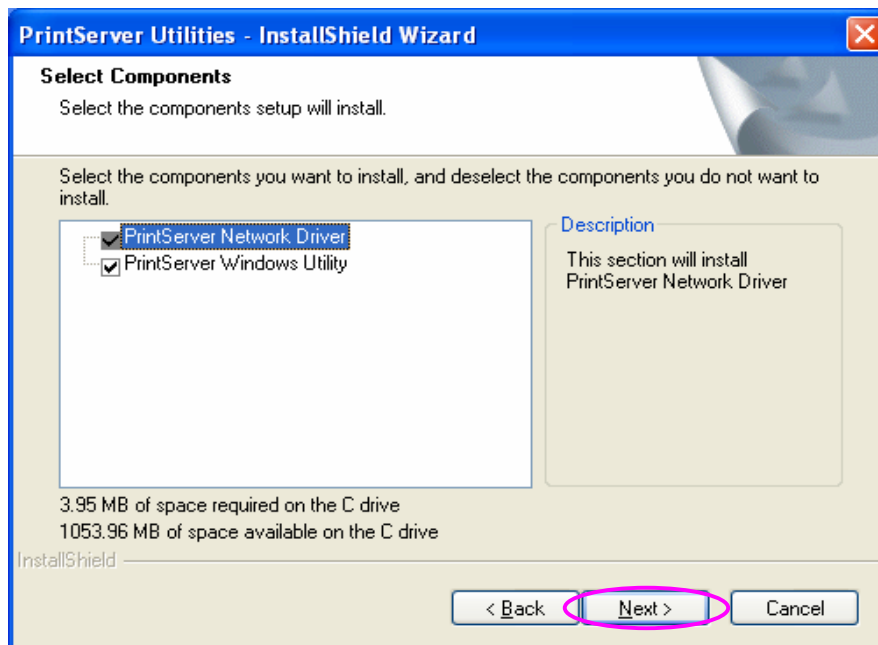 PrintServer Utilities - InstallShield Wizard
Select Components
Select the components setup will install.
Select the components you want to install, and deselect the components you do not want to
install.
PrintServer Network Driver
PrintServer Windows Utility
Description
This section will install
PrintServer Network Driver
3.95 MB of space required on the C drive
1053.96 MB of space available on the C drive
InstallShield
< Back
Next >
Cancel